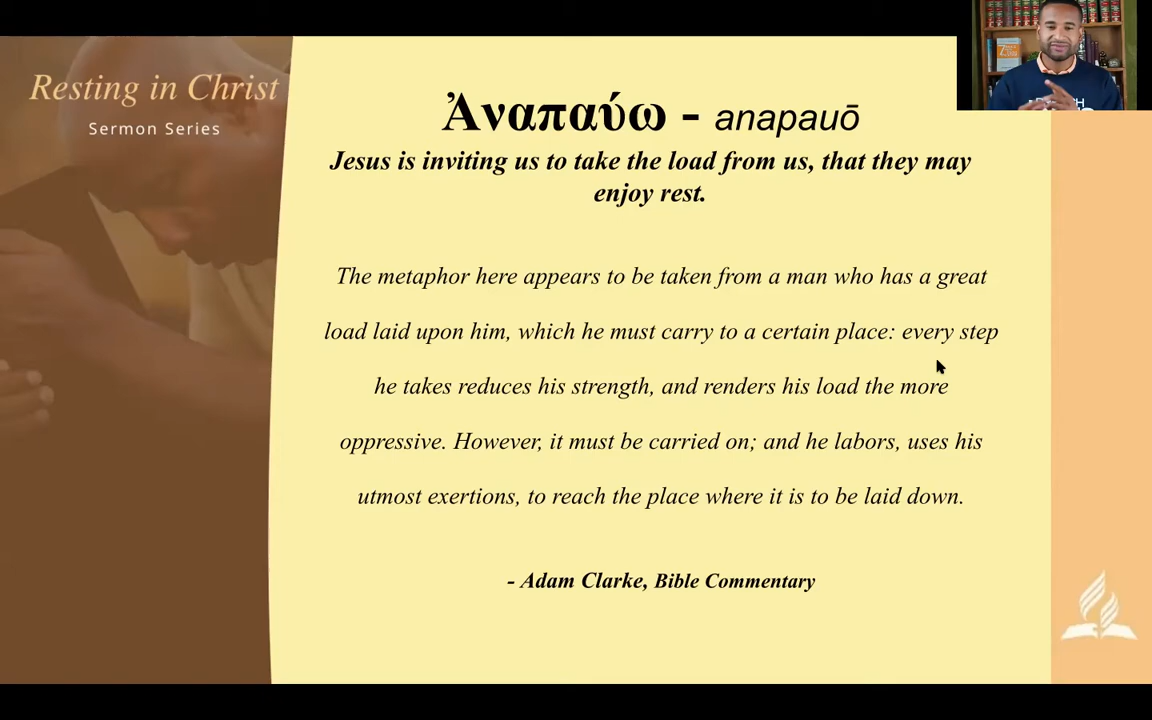 Resting in Christ
Sermon Series
Ἀναπαύω - anapauō
Jesus is inviting us to take the load from us, that they may
enjoy rest.
The metaphor here appears to be taken from a man who has a great
load laid upon him, which he must carry to a certain place: every step
he takes reduces his strength, and renders his load the more
oppressive. However, it must be carried on; and he labors, uses his
utmost exertions, to reach the place where it is to be laid down.
- Adam Clarke, Bible Commentary